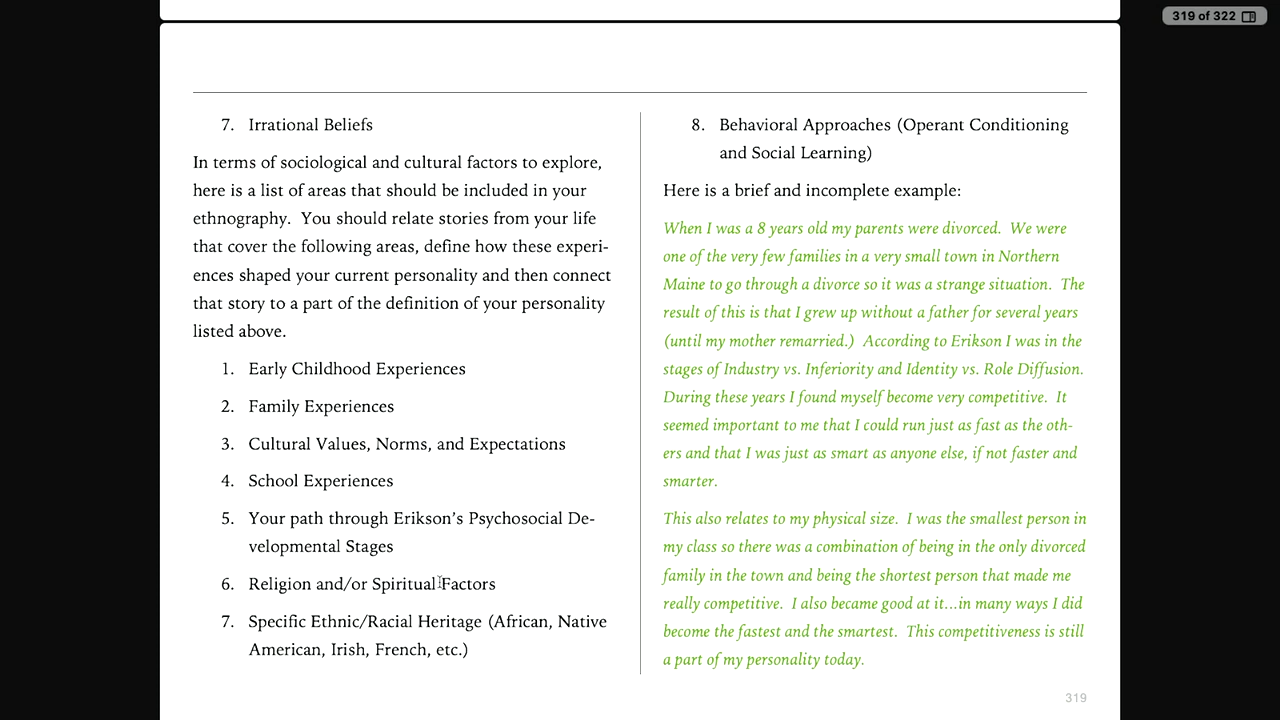 319 of 322
7. Irrational Beliefs
In terms of sociological and cultural factors to explore,
here is a list of areas that should be included in your
ethnography.  You should relate stories from your life
that cover the following areas, define how these experi-
ences shaped your current personality and then connect
that story to a part of the definition of your personality
listed above.
1. Early Childhood Experiences
2. Family Experiences
3. Cultural Values, Norms, and Expectations
4. School Experiences
5. Your path through Erikson’s Psychosocial De-
velopmental Stages
6. Religion and/or Spiritual Factors
7. Specific Ethnic/Racial Heritage (African, Native
American, Irish, French, etc.)
8. Behavioral Approaches (Operant Conditioning
and Social Learning)
Here is a brief and incomplete example:
When I was a 8 years old my parents were divorced.  We were
one of the very few families in a very small town in Northern
Maine to go through a divorce so it was a strange situation.  The
result of this is that I grew up without a father for several years
(until my mother remarried.)  According to Erikson I was in the
stages of Industry vs. Inferiority and Identity vs. Role Diffusion.
During these years I found myself become very competitive.  It
seemed important to me that I could run just as fast as the oth-
ers and that I was just as smart as anyone else, if not faster and
smarter.
This also relates to my physical size.  I was the smallest person in
my class so there was a combination of being in the only divorced
family in the town and being the shortest person that made me
really competitive.  I also became good at it...in many ways I did
become the fastest and the smartest.  This competitiveness is still
a part of my personality today.
319